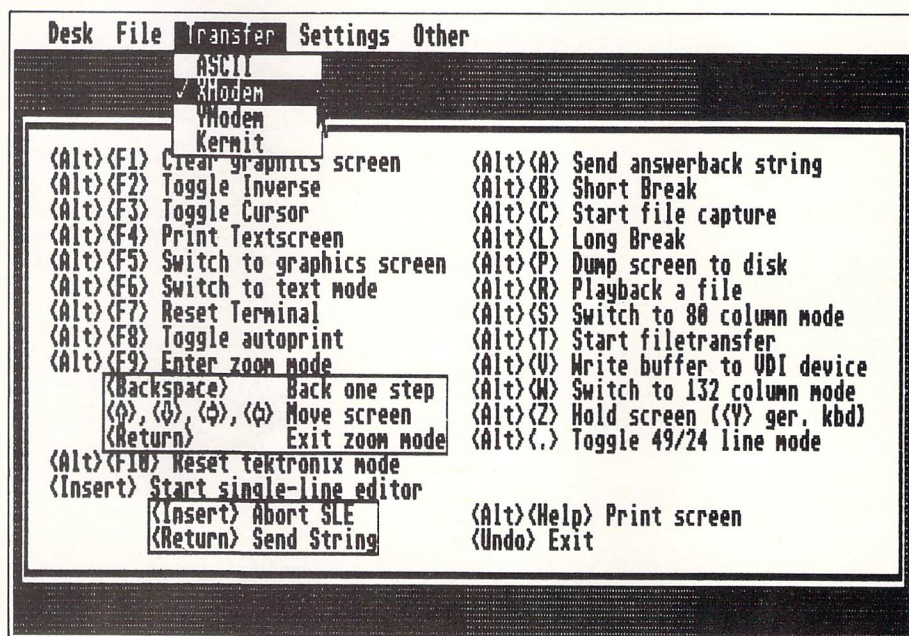 Desk File Transfer Settings Other
ASCII
✓ XModem
YModem
Kermit
<Alt><F1> Clear graphics screen
<Alt><F2> Toggle Inverse
<Alt><F3> Toggle Cursor
<Alt><F4> Print Textscreen
<Alt><F5> Switch to graphics screen
<Alt><F6> Switch to text mode
<Alt><F7> Reset Terminal
<Alt><F8> Toggle autoprint
<Alt><F9> Enter zoom mode
<Backspace> Back one step
<⇧>,<⇩>,<⇨>,<⇦> Move screen
<Return> Exit zoom mode
<Alt><F10> Reset tektronix mode
<Insert> Start single-line editor
<Insert> Abort SLE
<Return> Send String
<Alt><A> Send answerback string
<Alt><B> Short Break
<Alt><C> Start file capture
<Alt><L> Long Break
<Alt><P> Dump screen to disk
<Alt><R> Playback a file
<Alt><S> Switch to 80 column mode
<Alt><T> Start filetransfer
<Alt><V> Write buffer to VDI device
<Alt><W> Switch to 132 column mode
<Alt><Z> Hold screen (<Y> ger. kbd)
<Alt><.> Toggle 49/24 line mode
<Alt><Help> Print screen
<Undo> Exit